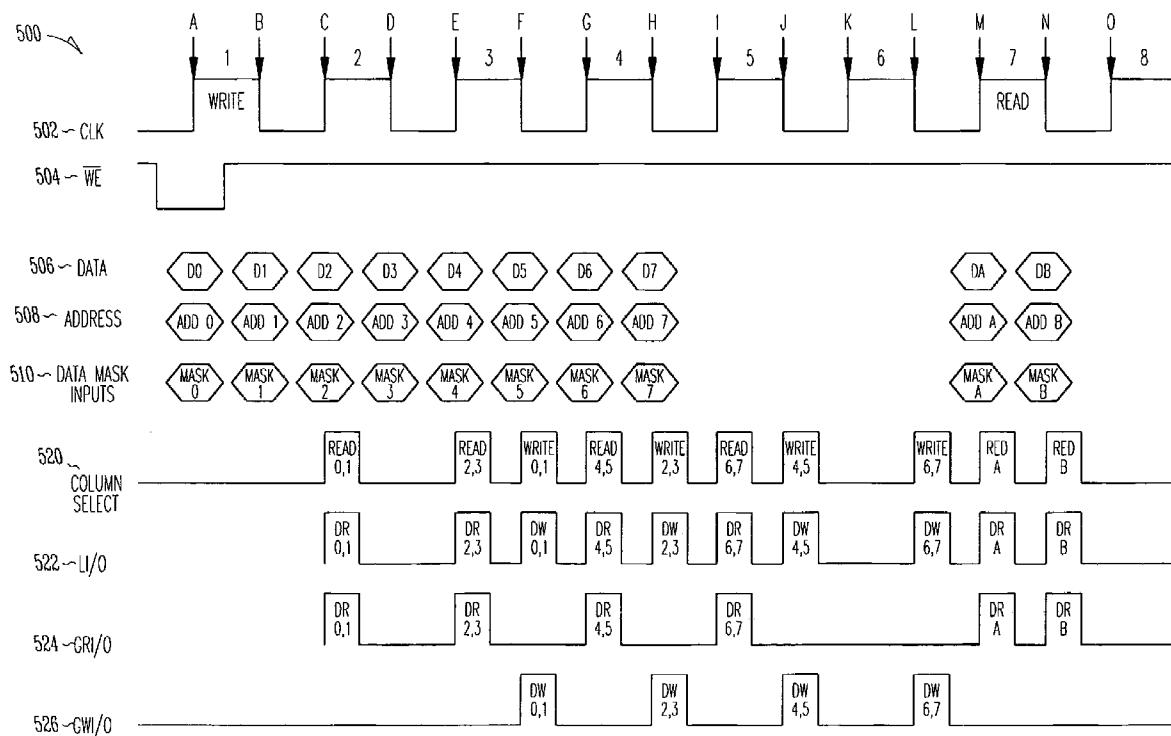 500
A B C D E F G H I J K L M N O
1 2 3 4 5 6 7 8
WRITE READ
502 ~ CLK
504 ~ WE
506 ~ DATA
D0 D1 D2 D3 D4 D5 D6 D7 DA DB
508 ~ ADDRESS
ADD 0 ADD 1 ADD 2 ADD 3 ADD 4 ADD 5 ADD 6 ADD 7 ADD A ADD B
510 ~ DATA MASK
INPUTS
MASK MASK MASK MASK MASK MASK MASK MASK MASK MASK
0 1 2 3 4 5 6 7 A B
520
COLUMN
SELECT
READ READ WRITE READ WRITE READ WRITE WRITE RED RED
0,1 2,3 0,1 4,5 2,3 6,7 4,5 6,7 A B
522 ~ LI/O
DR DR DW DR DW DR DW DW DR DR
0,1 2,3 0,1 4,5 2,3 6,7 4,5 6,7 A B
524 ~ GRI/O
DR DR DR DR DR DR
0,1 2,3 4,5 6,7 A B
526 ~ GWI/O
DW DW DW DW
0,1 2,3 4,5 6,7